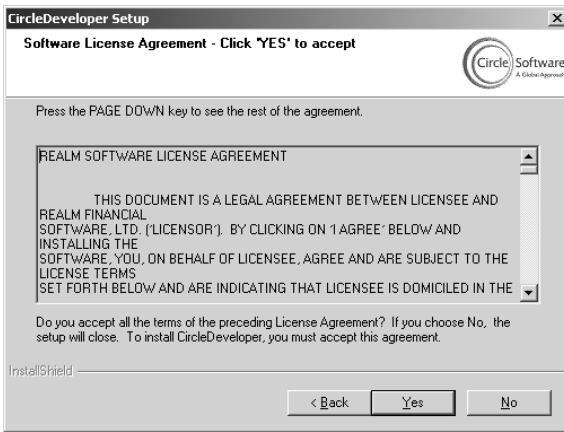 CircleDeveloper Setup
Software License Agreement - Click 'YES' to accept
Circle Software
A Global Approach
Press the PAGE DOWN key to see the rest of the agreement.
REALM SOFTWARE LICENSE AGREEMENT
THIS DOCUMENT IS A LEGAL AGREEMENT BETWEEN LICENSEE AND
REALM FINANCIAL
SOFTWARE, LTD. ('LICENSOR'). BY CLICKING ON 'I AGREE' BELOW AND
INSTALLING THE
SOFTWARE, YOU, ON BEHALF OF LICENSEE, AGREE AND ARE SUBJECT TO THE
LICENSE TERMS
SET FORTH BELOW AND ARE INDICATING THAT LICENSEE IS DOMICILED IN THE
Do you accept all the terms of the preceding License Agreement? If you choose No, the
setup will close. To install CircleDeveloper, you must accept this agreement.
InstallShield
< Back Yes No